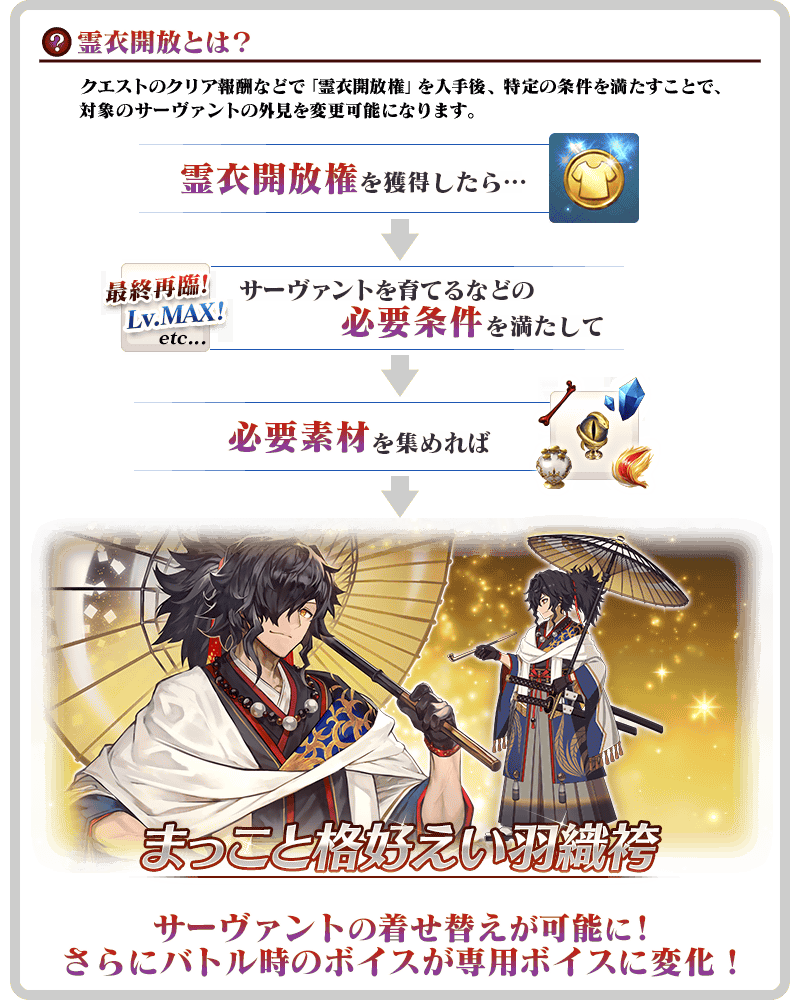 ?霊衣開放とは？
クエストのクリア報酬などで「霊衣開放権」を入手後、特定の条件を満たすことで、
対象のサーヴァントの外見を変更可能になります。
霊衣開放権を獲得したら…
最終再臨!
Lv.MAX!
etc...
サーヴァントを育てるなどの
必要条件を満たして
必要素材を集めれば
まっこと格好えい羽織袴
サーヴァントの着せ替えが可能に！
さらにバトル時のボイスが専用ボイスに変化！